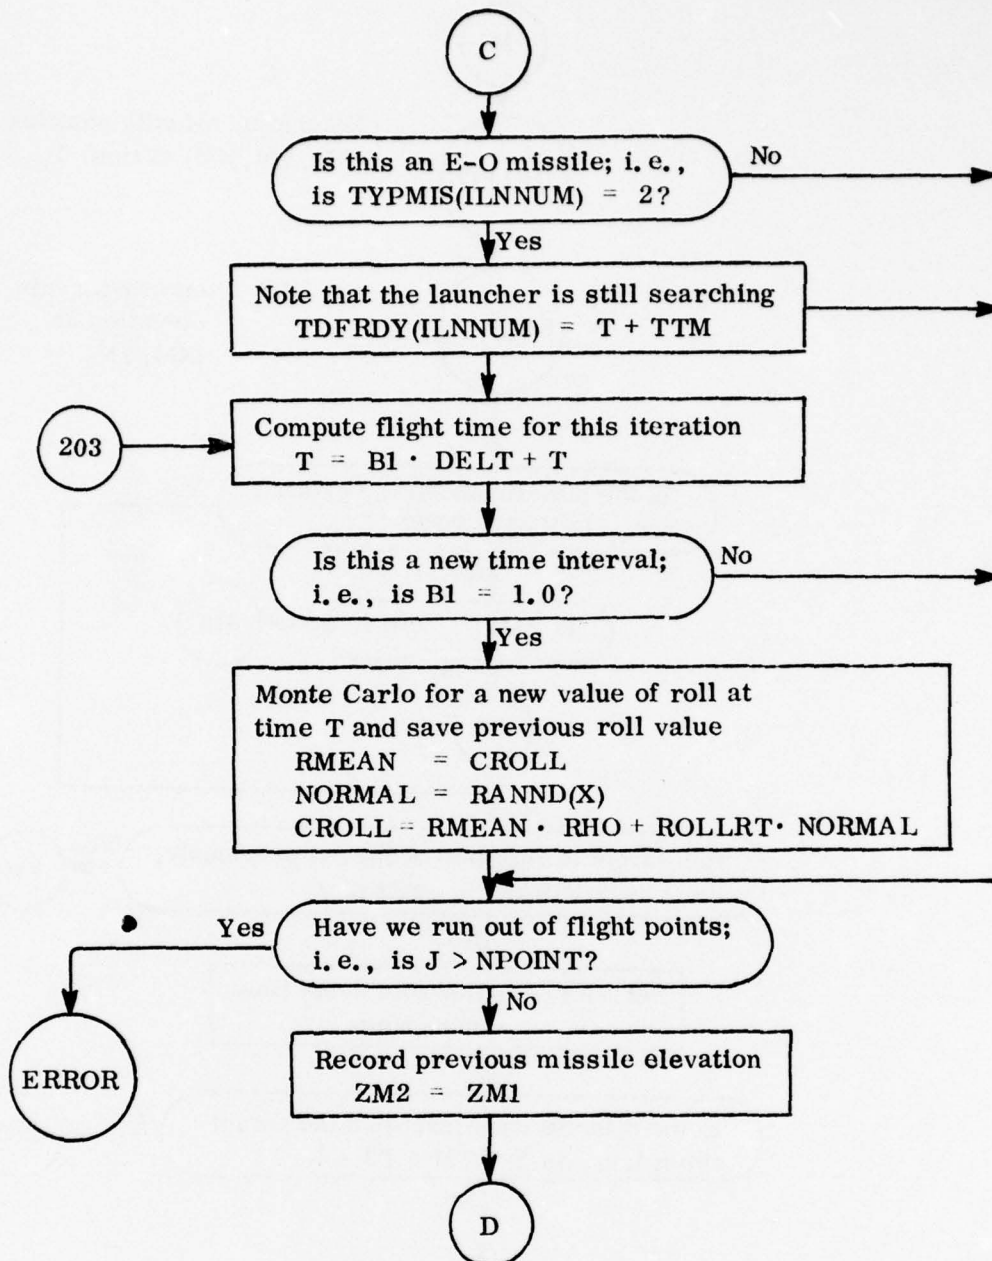 C
Is this an E-O missile; i.e.,
is TYPMIS(ILNNUM) = 2?
No
Yes
Note that the launcher is still searching
TDFRDY(ILNNUM) = T + TTM
203
Compute flight time for this iteration
T = B1 · DELT + T
Is this a new time interval;
i.e., is B1 = 1.0?
No
Yes
Monte Carlo for a new value of roll at
time T and save previous roll value
RMEAN = CROLL
NORMAL = RANND(X)
CROLL = RMEAN · RHO + ROLLRT · NORMAL
Yes
Have we run out of flight points;
i.e., is J > NPOINT?
No
ERROR
Record previous missile elevation
ZM2 = ZM1
D